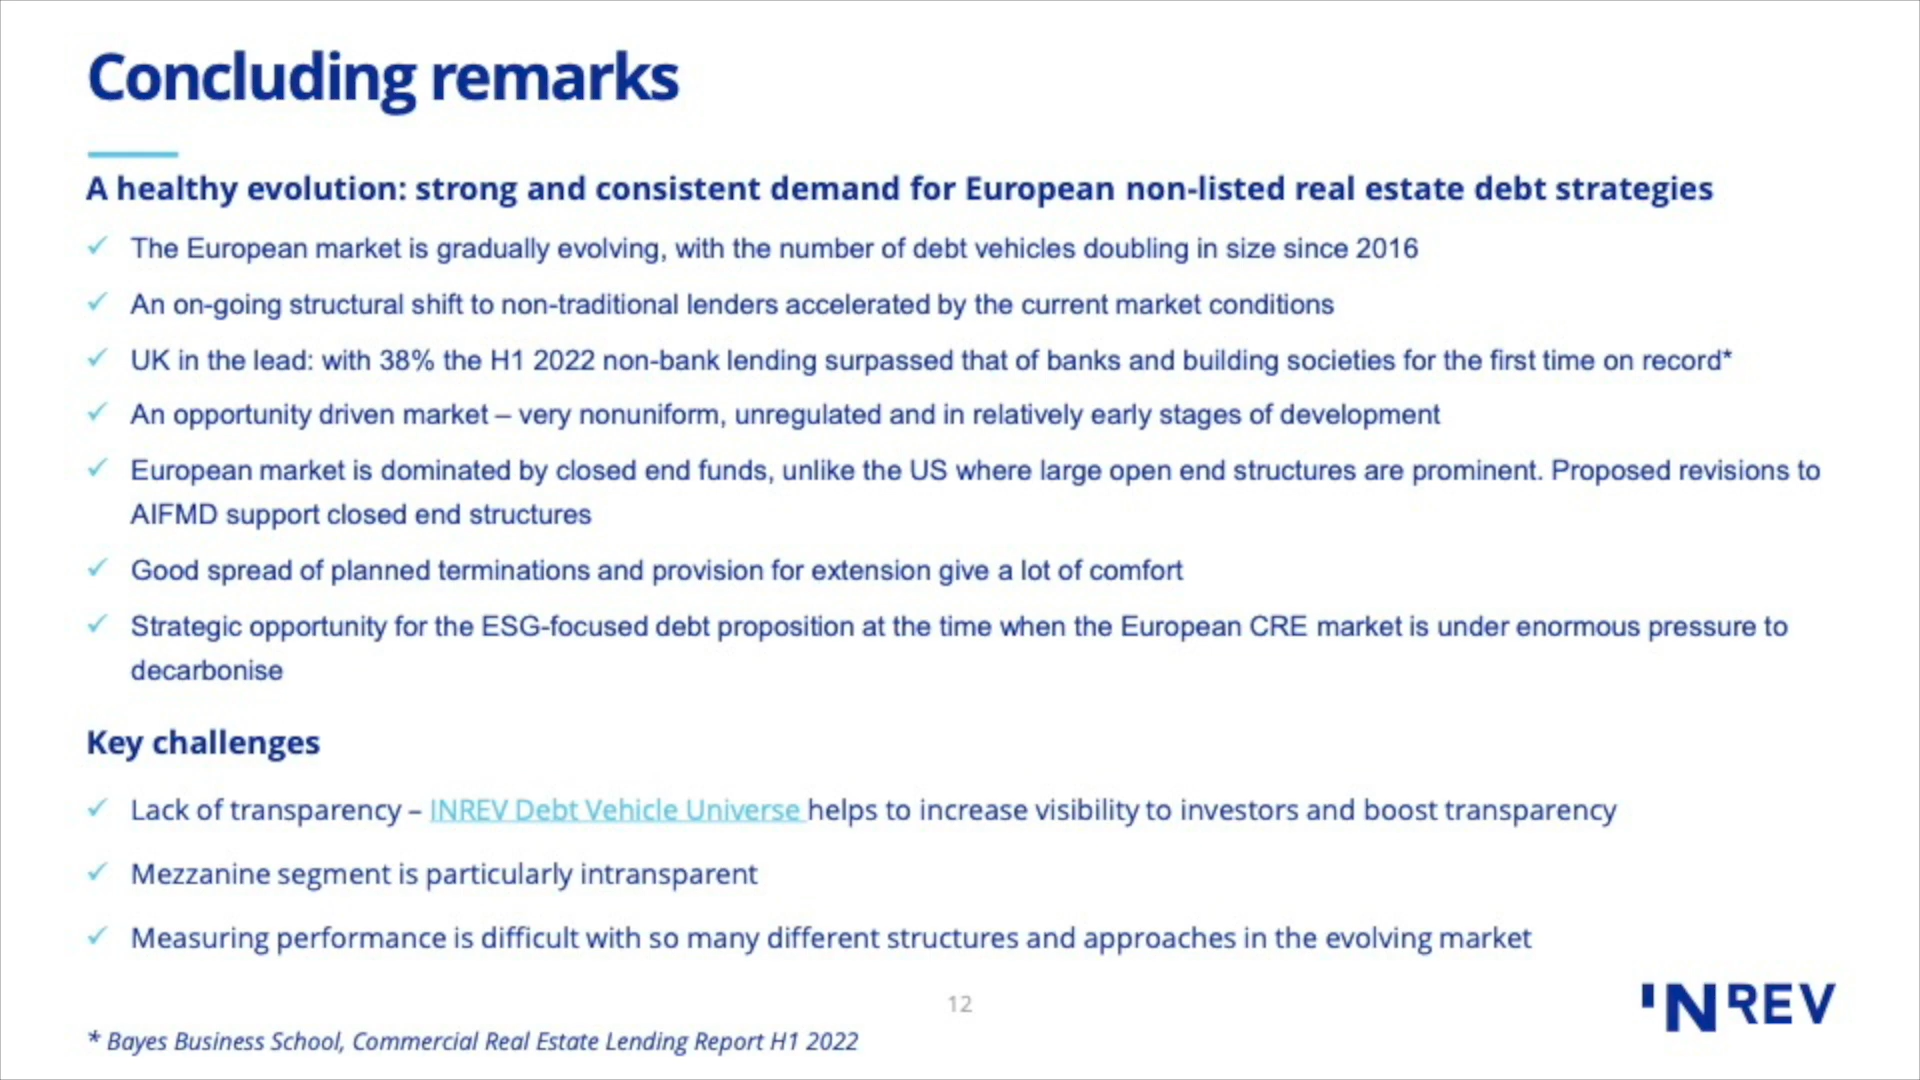 Concluding remarks
A healthy evolution: strong and consistent demand for European non-listed real estate debt strategies
✓ The European market is gradually evolving, with the number of debt vehicles doubling in size since 2016
✓ An on-going structural shift to non-traditional lenders accelerated by the current market conditions
✓ UK in the lead: with 38% the H1 2022 non-bank lending surpassed that of banks and building societies for the first time on record*
✓ An opportunity driven market – very nonuniform, unregulated and in relatively early stages of development
✓ European market is dominated by closed end funds, unlike the US where large open end structures are prominent. Proposed revisions to
AIFMD support closed end structures
✓ Good spread of planned terminations and provision for extension give a lot of comfort
✓ Strategic opportunity for the ESG-focused debt proposition at the time when the European CRE market is under enormous pressure to
decarbonise
Key challenges
✓ Lack of transparency – INREV Debt Vehicle Universe helps to increase visibility to investors and boost transparency
✓ Mezzanine segment is particularly intransparent
✓ Measuring performance is difficult with so many different structures and approaches in the evolving market
12
INREV
* Bayes Business School, Commercial Real Estate Lending Report H1 2022